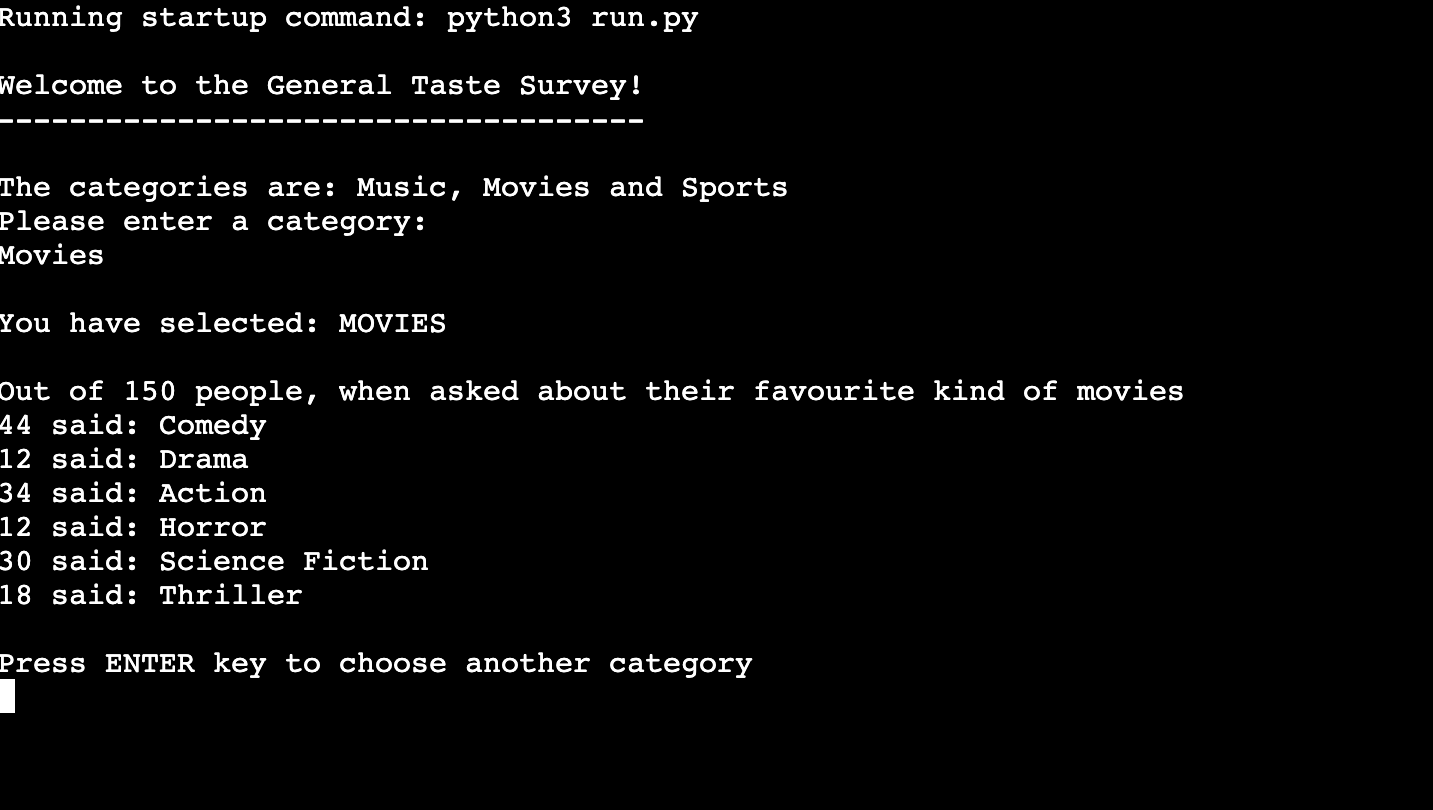 Running startup command: python3 run.py
Welcome to the General Taste Survey!
------------------------------------
The categories are: Music, Movies and Sports
Please enter a category:
Movies
You have selected: MOVIES
Out of 150 people, when asked about their favourite kind of movies
44 said: Comedy
12 said: Drama
34 said: Action
12 said: Horror
30 said: Science Fiction
18 said: Thriller
Press ENTER key to choose another category